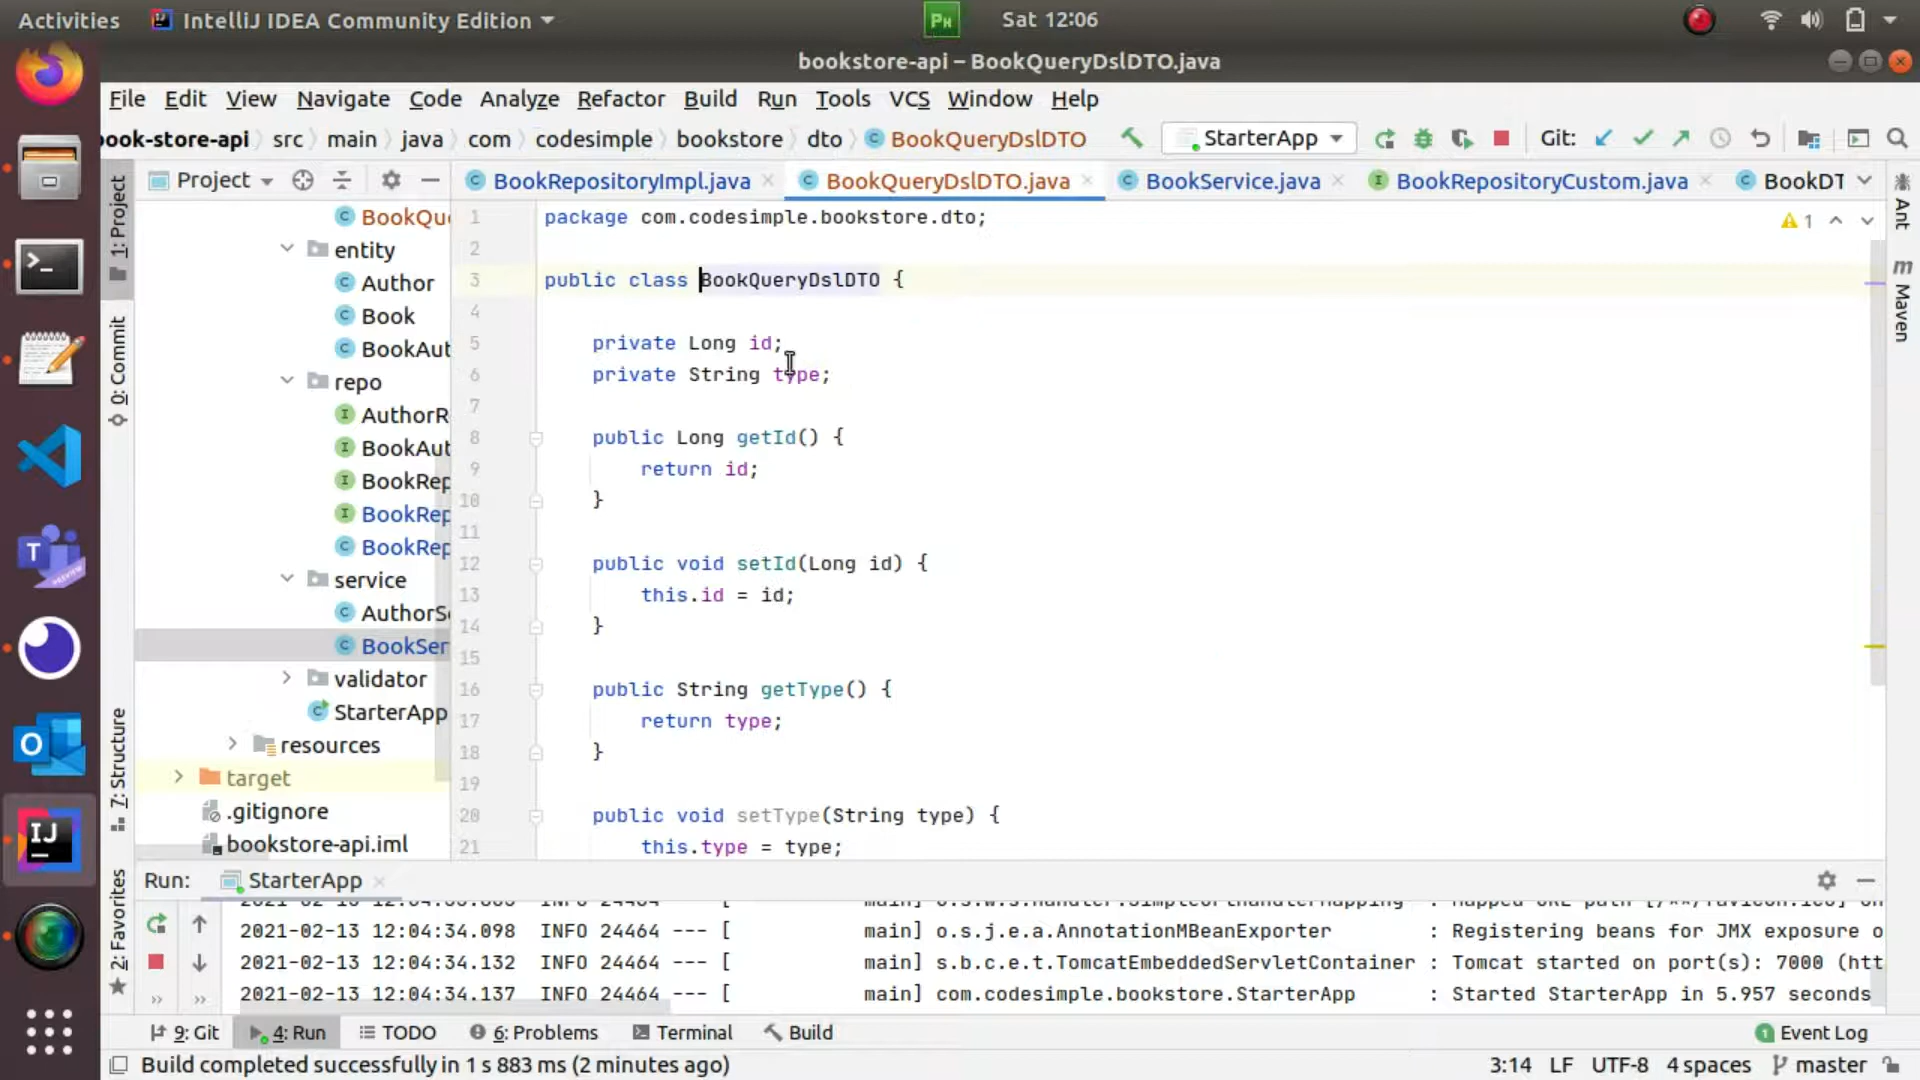 Activities IntelliJ IDEA Community Edition PH Sat 12:06
bookstore-api – BookQueryDslDTO.java
File Edit View Navigate Code Analyze Refactor Build Run Tools VCS Window Help
book-store-api src main java com codesimple bookstore dto BookQueryDslDTO StarterApp Git:
Project BookRepositoryImpl.java BookQueryDslDTO.java BookService.java BookRepositoryCustom.java BookDT
1: Project
0: Commit
7: Structure
2: Favorites
BookQue
entity
Author
Book
BookAut
repo
AuthorR
BookAut
BookRep
BookRep
BookRep
service
AuthorSe
BookSer
validator
StarterApp
resources
target
.gitignore
bookstore-api.iml
1 package com.codesimple.bookstore.dto;
2
3 public class BookQueryDslDTO {
4
5 private Long id;
6 private String type;
7
8 public Long getId() {
9 return id;
10 }
11
12 public void setId(Long id) {
13 this.id = id;
14 }
15
16 public String getType() {
17 return type;
18 }
19
20 public void setType(String type) {
21 this.type = type;
1
Ant
Maven
Run: StarterApp
2021-02-13 12:04:34.098 INFO 24464 --- [ main] o.s.j.e.a.AnnotationMBeanExporter : Registering beans for JMX exposure o
2021-02-13 12:04:34.132 INFO 24464 --- [ main] s.b.c.e.t.TomcatEmbeddedServletContainer : Tomcat started on port(s): 7000 (htt
2021-02-13 12:04:34.137 INFO 24464 --- [ main] com.codesimple.bookstore.StarterApp : Started StarterApp in 5.957 seconds
9: Git 4: Run TODO 6: Problems Terminal Build 1 Event Log
Build completed successfully in 1 s 883 ms (2 minutes ago) 3:14 LF UTF-8 4 spaces master